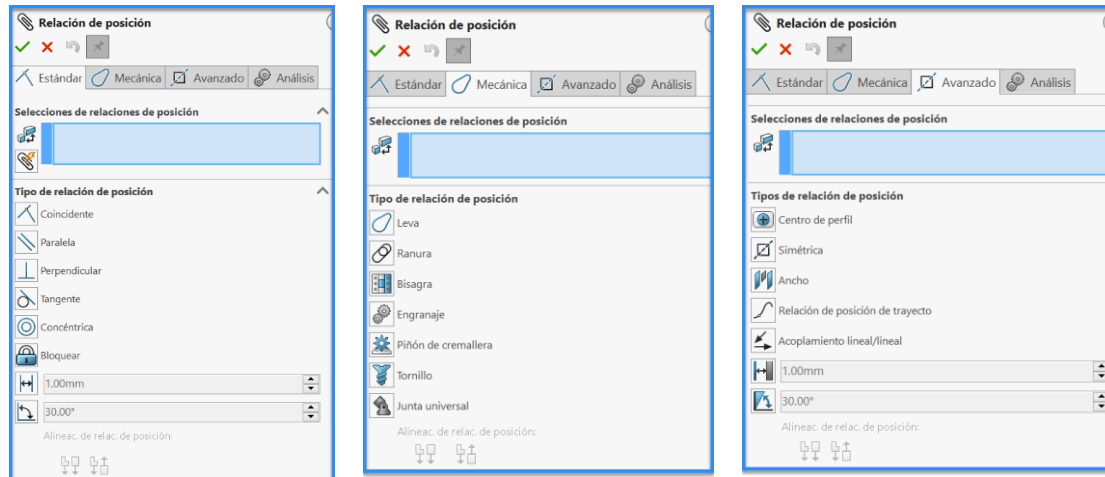 Relación de posición
Estándar Mecánica Avanzado Análisis
Selecciones de relaciones de posición
Tipo de relación de posición
Coincidente
Paralela
Perpendicular
Tangente
Concéntrica
Bloquear
1.00mm
30.00°
Alineac. de relac. de posición:
Relación de posición
Estándar Mecánica Avanzado Análisis
Selecciones de relaciones de posición
Tipo de relación de posición
Leva
Ranura
Bisagra
Engranaje
Piñón de cremallera
Tornillo
Junta universal
Alineac. de relac. de posición:
Relación de posición
Estándar Mecánica Avanzado Análisis
Selecciones de relaciones de posición
Tipos de relación de posición
Centro de perfil
Simétrica
Ancho
Relación de posición de trayecto
Acoplamiento lineal/lineal
1.00mm
30.00°
Alineac. de relac. de posición: